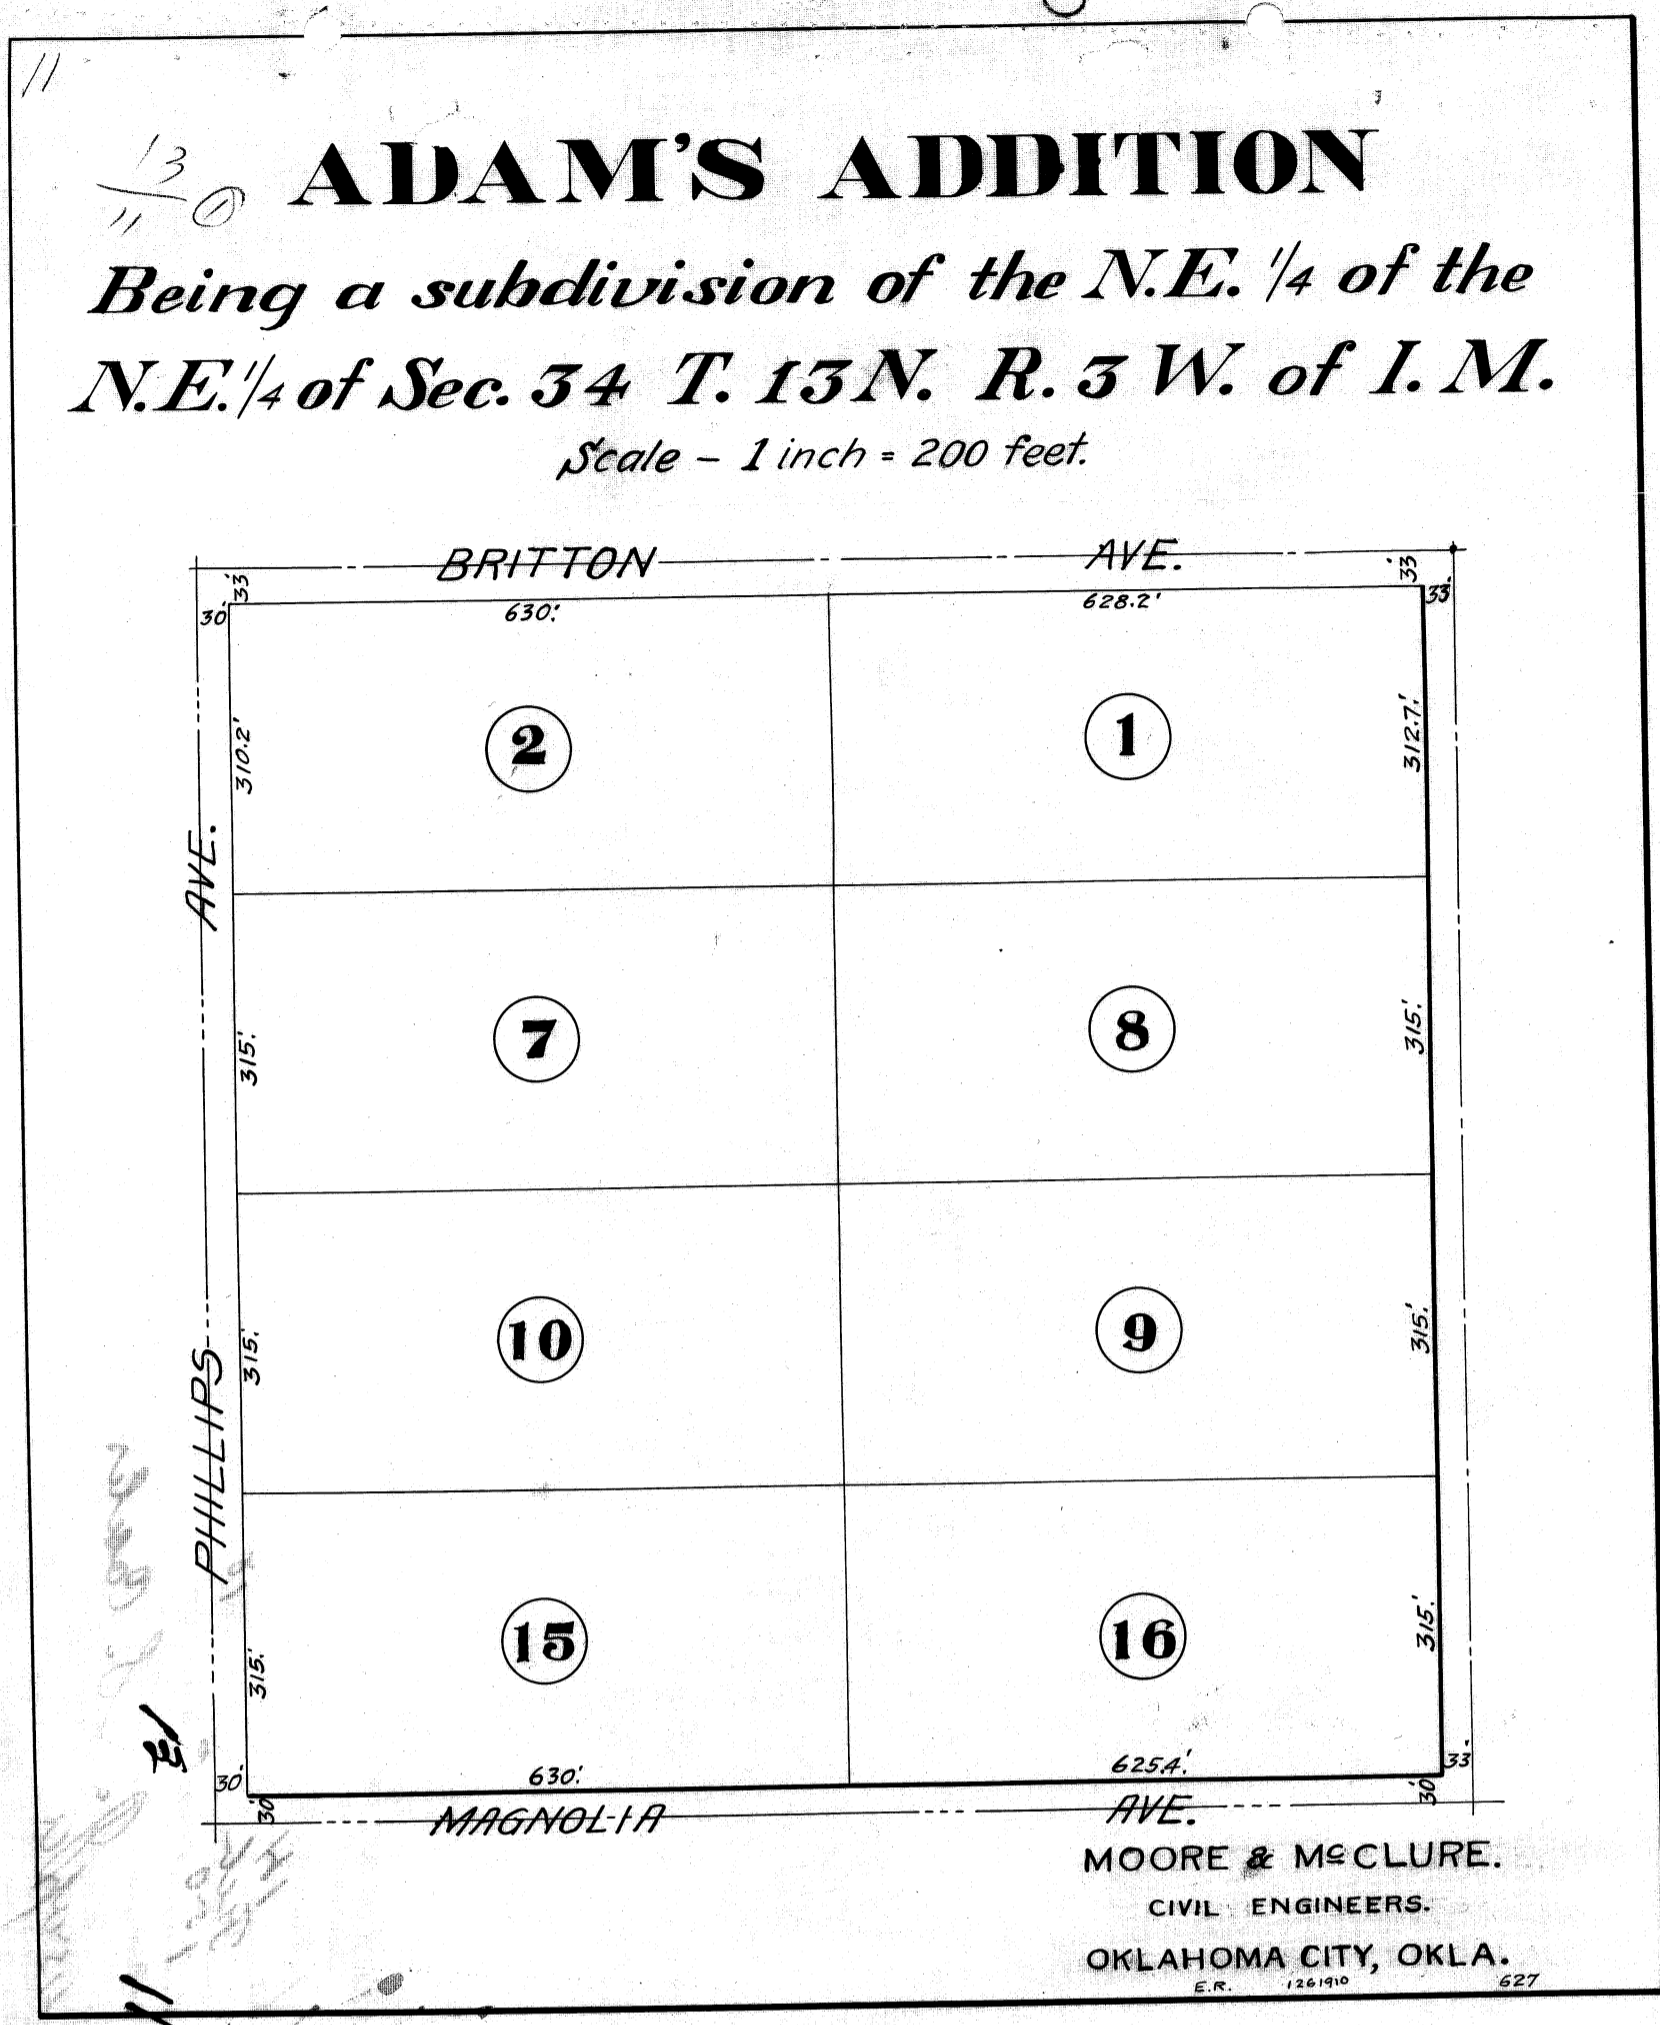 11
13
11 1
ADAM'S ADDITION
Being a subdivision of the N.E. 1/4 of the
N.E. 1/4 of Sec. 34 T. 13 N. R. 3 W. of I. M.
Scale – 1 inch = 200 feet.
BRITTON AVE.
33' 33'
30' 630.' 628.2' 33'
2 1
310.2' 312.7.'
AVE.
7 8
315.' 315.'
10 9
315.' 315.'
PHILLIPS
15 16
315.' 315.'
30' 630.' 625.4.' 33'
30' 30'
MAGNOLIA AVE.
MOORE & McCLURE.
CIVIL ENGINEERS.
OKLAHOMA CITY, OKLA.
E.R. 1261910 627
11